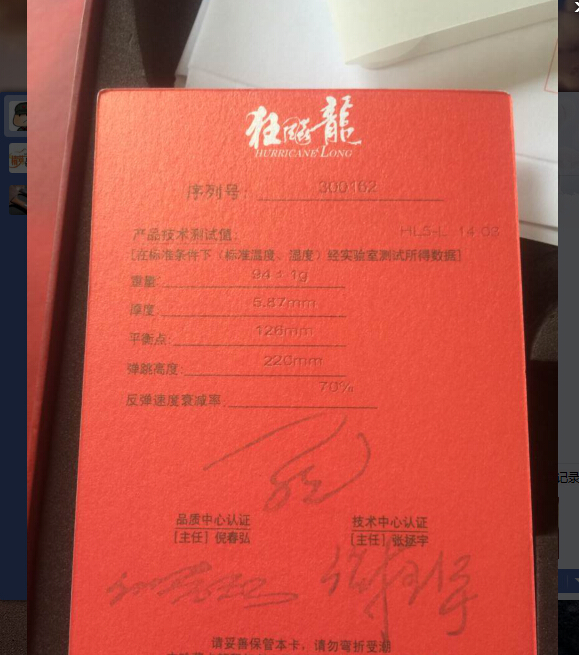 狂飚龍
HURRICANE·LONG
序列号: 300162
产品技术测试值: HL5-L 14.03
[在标准条件下（标准温度、湿度）经实验室测试所得数据]
重量: 94±1g
厚度: 5.87mm
平衡点: 128mm
弹跳高度: 220mm
反弹速度衰减率: 70%
品质中心认证 技术中心认证
[主任] 倪春弘 [主任] 张拯宇
请妥善保管本卡，请勿弯折受潮
记录